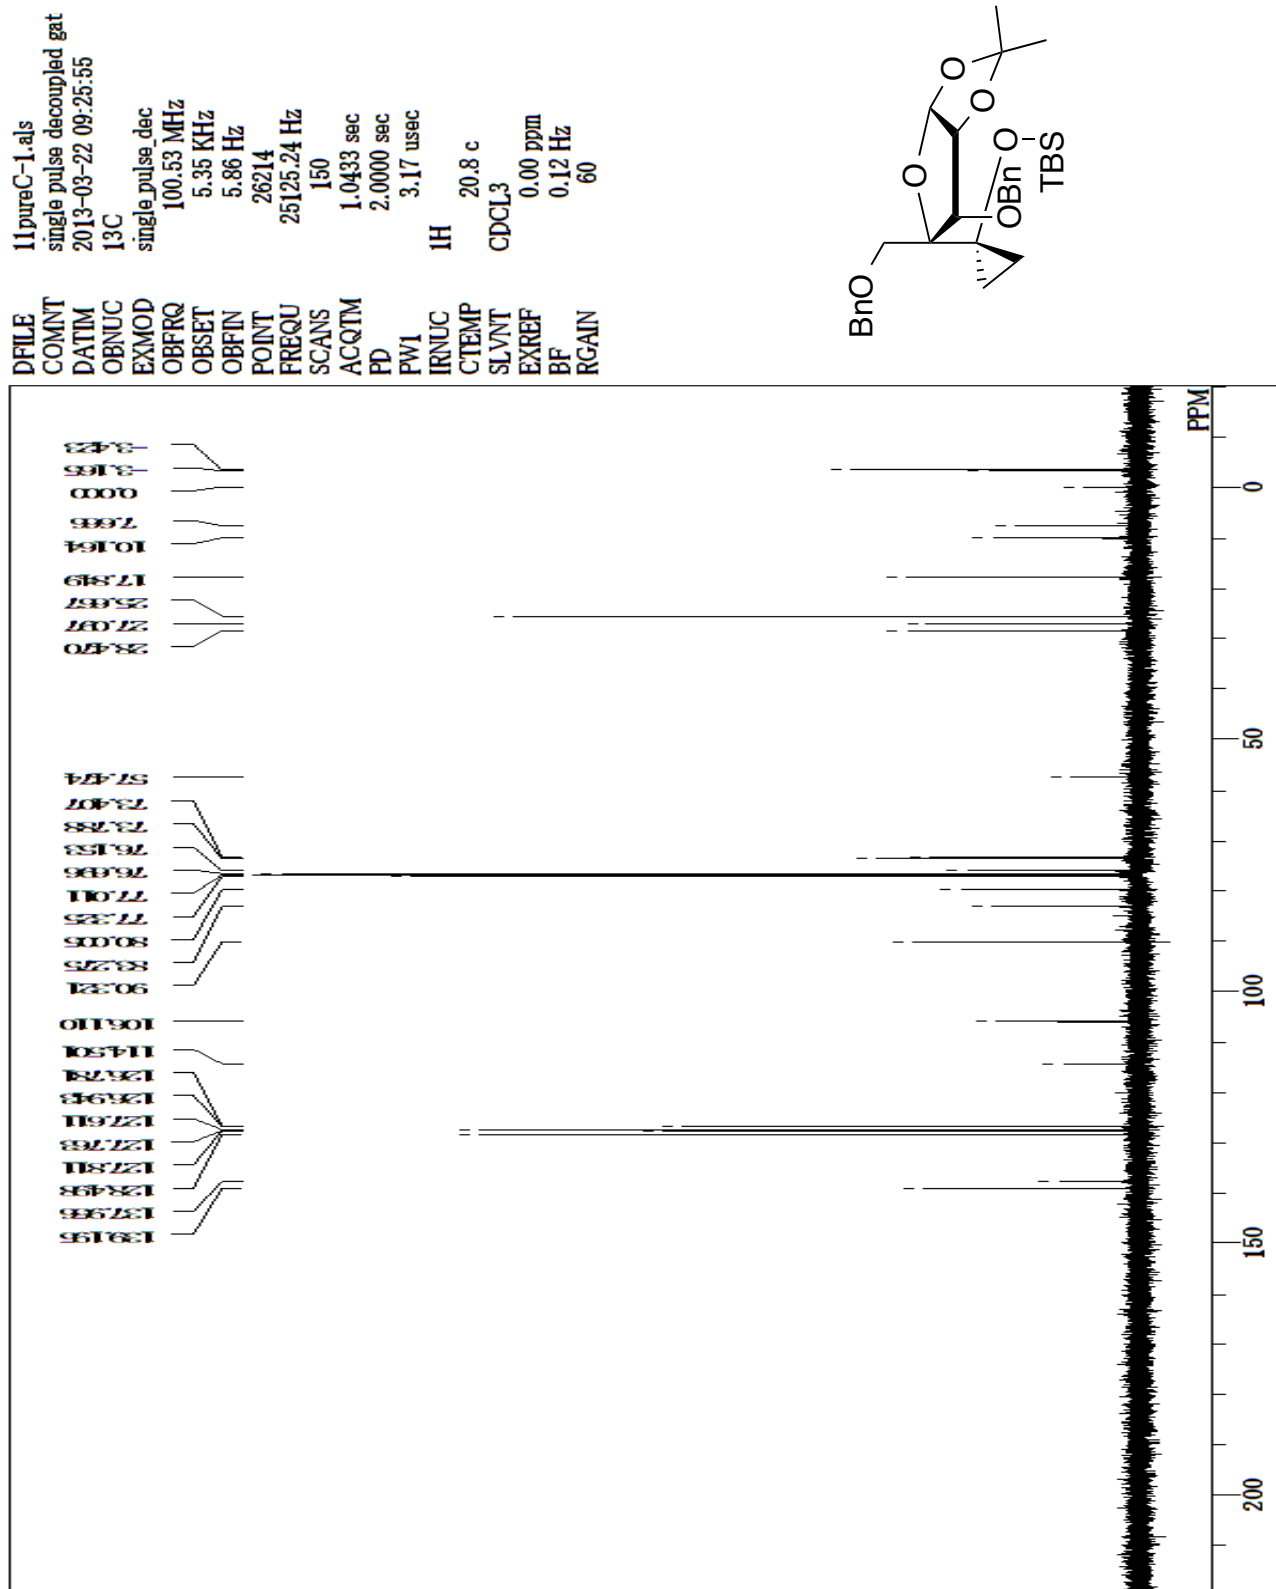 DFILE 11pureC-1.als
COMNT single pulse decoupled gat
DATIM 2013-03-22 09:25:55
OBNUC 13C
EXMOD single_pulse_dec
OBFRQ 100.53 MHz
OBSET 5.35 KHz
OBFIN 5.86 Hz
POINT 26214
FREQU 25125.24 Hz
SCANS 150
ACQTM 1.0433 sec
PD 2.0000 sec
PW1 3.17 usec
IRNUC 1H
CTEMP 20.8 c
SLVNT CDCL3
EXREF 0.00 ppm
BF 0.12 Hz
RGAIN 60
BnO
O
O
O
O
OBn
TBS
-3.423
-3.165
0.000
7.666
10.164
17.849
25.667
27.097
28.470
57.474
73.407
73.788
76.153
76.696
77.011
77.325
80.005
83.275
90.321
106.110
114.501
126.781
126.943
127.611
127.763
127.811
128.498
137.966
139.195
PPM
0
50
100
150
200